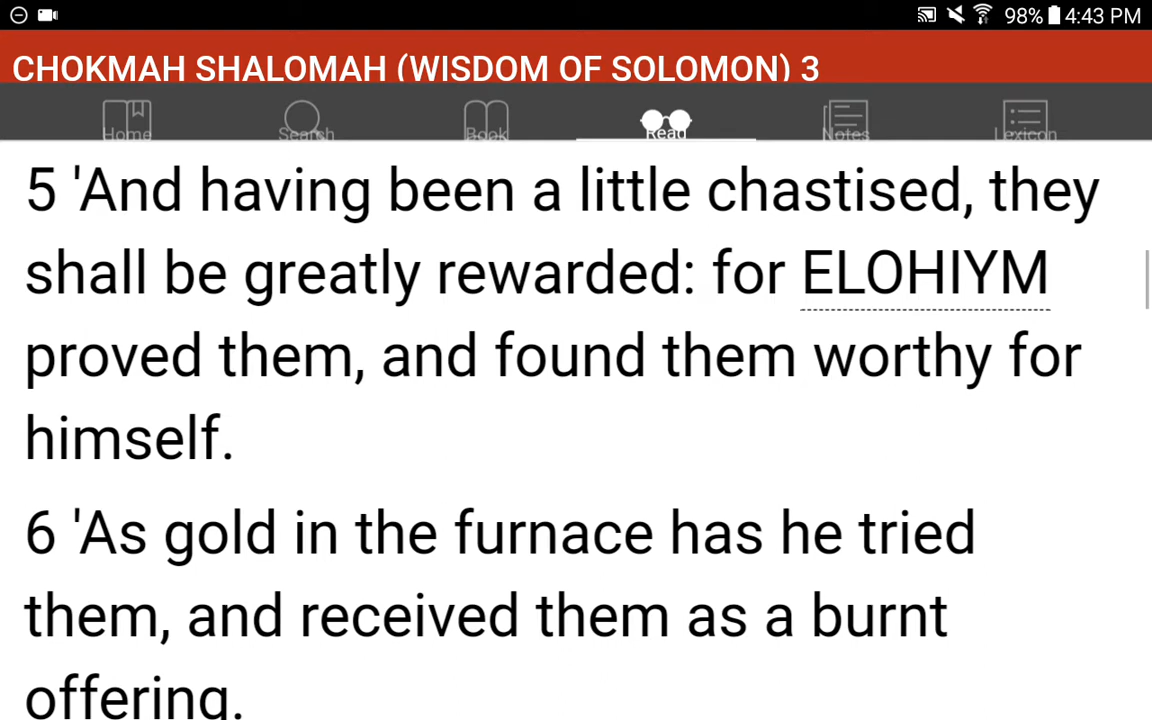 98% 4:43 PM
CHOKMAH SHALOMAH (WISDOM OF SOLOMON) 3
Home Search Book Read Notes Lexicon
5 'And having been a little chastised, they
shall be greatly rewarded: for ELOHIYM
proved them, and found them worthy for
himself.
6 'As gold in the furnace has he tried
them, and received them as a burnt
offering.